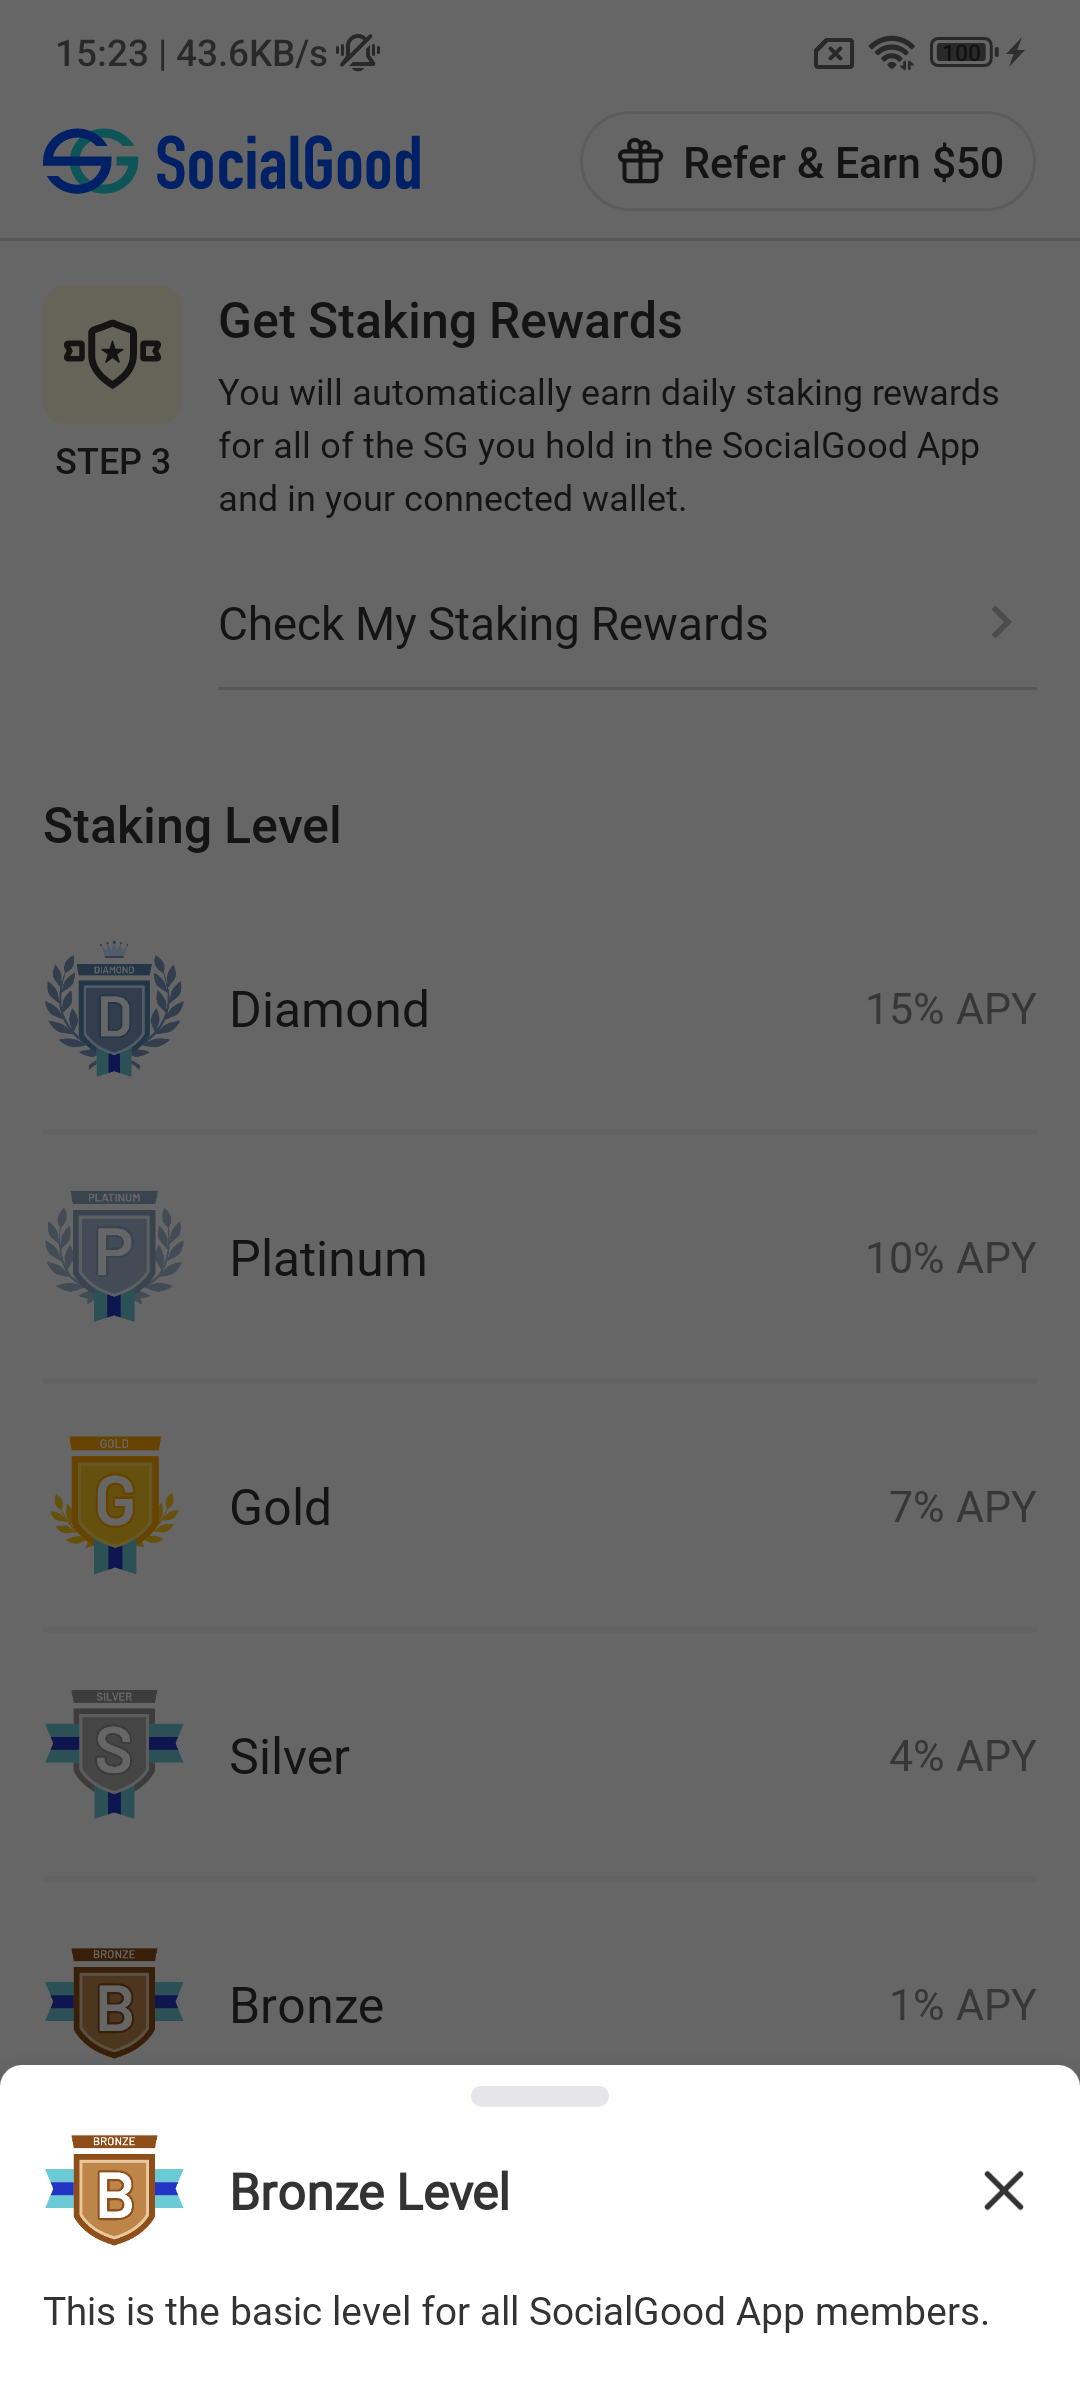 15:23 | 43.6KB/s
100
SocialGood
Refer & Earn $50
Get Staking Rewards
You will automatically earn daily staking rewards
for all of the SG you hold in the SocialGood App
and in your connected wallet.
STEP 3
Check My Staking Rewards
Staking Level
DIAMOND
D
Diamond
15% APY
PLATINUM
P
Platinum
10% APY
GOLD
G
Gold
7% APY
SILVER
S
Silver
4% APY
BRONZE
B
Bronze
1% APY
BRONZE
B
Bronze Level
This is the basic level for all SocialGood App members.